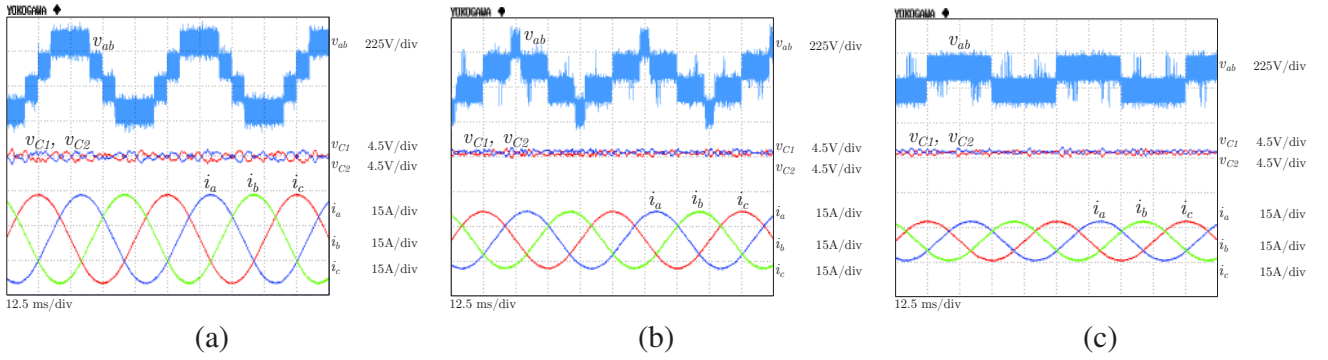 YOKOGAWA
v_ab
v_ab 225V/div
v_C1, v_C2
v_C1 4.5V/div
v_C2 4.5V/div
i_a i_b i_c
i_a 15A/div
i_b 15A/div
i_c 15A/div
12.5 ms/div
(a)
YOKOGAWA
v_ab
v_ab 225V/div
v_C1, v_C2
v_C1 4.5V/div
v_C2 4.5V/div
i_a i_b i_c
i_a 15A/div
i_b 15A/div
i_c 15A/div
12.5 ms/div
(b)
YOKOGAWA
v_ab
v_ab 225V/div
v_C1, v_C2
v_C1 4.5V/div
v_C2 4.5V/div
i_a i_b i_c
i_a 15A/div
i_b 15A/div
i_c 15A/div
12.5 ms/div
(c)